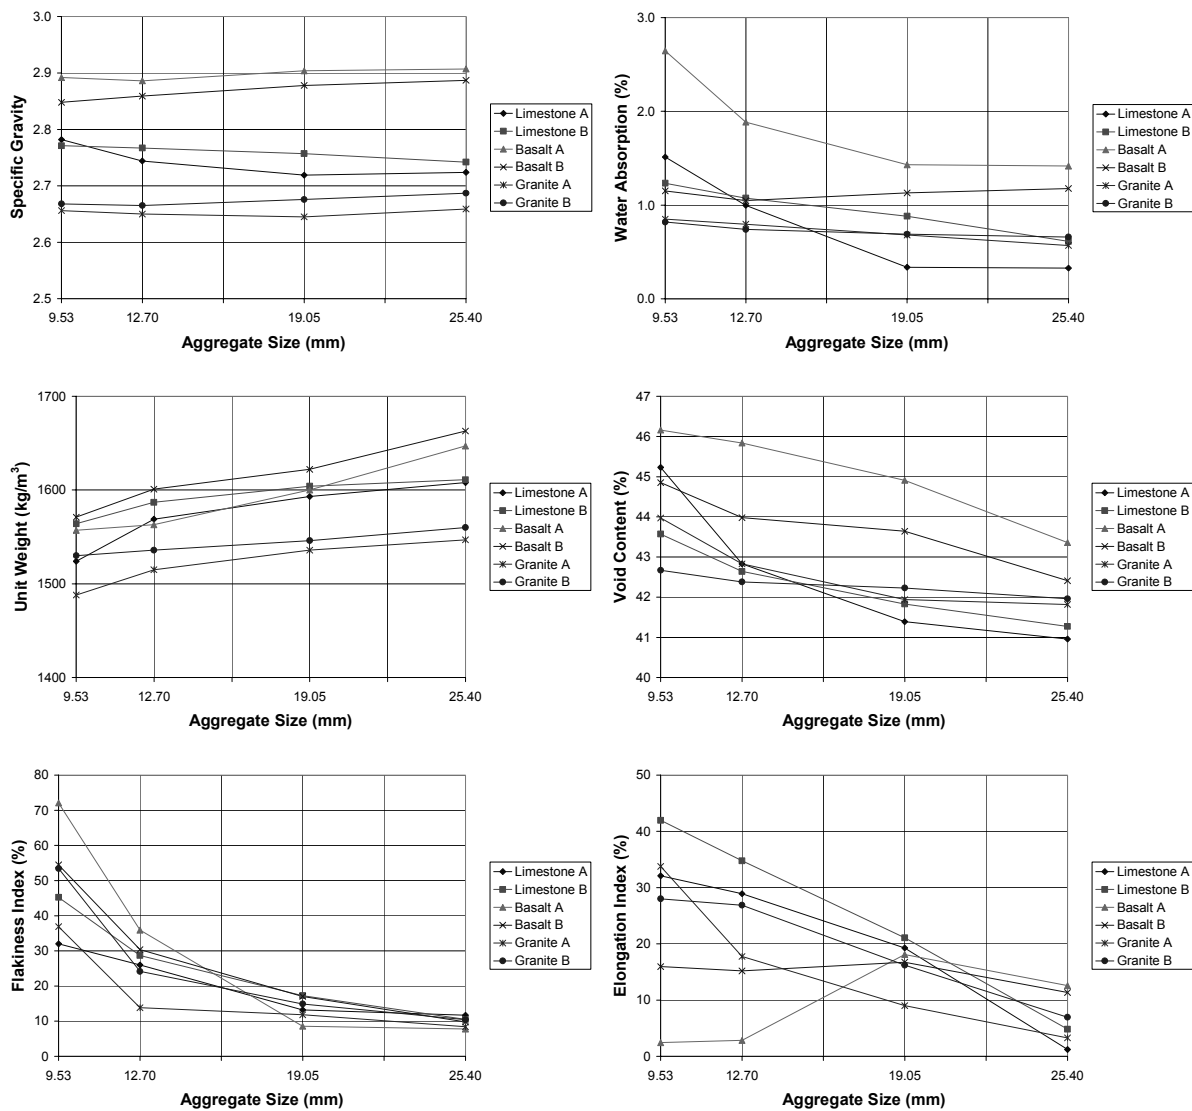 3.0
2.9
2.8
2.7
2.6
2.5
Specific Gravity
9.53 12.70 19.05 25.40
Aggregate Size (mm)
Limestone A
Limestone B
Basalt A
Basalt B
Granite A
Granite B
3.0
2.0
1.0
0.0
Water Absorption (%)
9.53 12.70 19.05 25.40
Aggregate Size (mm)
Limestone A
Limestone B
Basalt A
Basalt B
Granite A
Granite B
1700
1600
1500
1400
Unit Weight (kg/m³)
9.53 12.70 19.05 25.40
Aggregate Size (mm)
Limestone A
Limestone B
Basalt A
Basalt B
Granite A
Granite B
47
46
45
44
43
42
41
40
Void Content (%)
9.53 12.70 19.05 25.40
Aggregate Size (mm)
Limestone A
Limestone B
Basalt A
Basalt B
Granite A
Granite B
80
70
60
50
40
30
20
10
0
Flakiness Index (%)
9.53 12.70 19.05 25.40
Aggregate Size (mm)
Limestone A
Limestone B
Basalt A
Basalt B
Granite A
Granite B
50
40
30
20
10
0
Elongation Index (%)
9.53 12.70 19.05 25.40
Aggregate Size (mm)
Limestone A
Limestone B
Basalt A
Basalt B
Granite A
Granite B